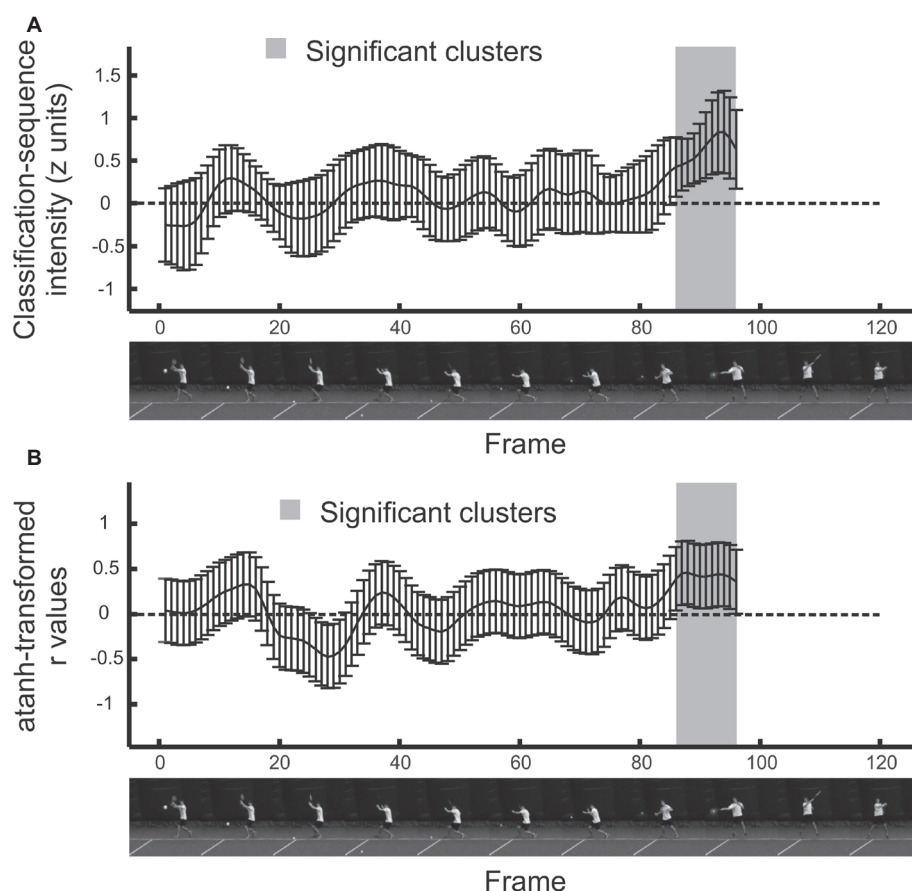 A
Significant clusters
Classification-sequence
intensity (z units)
1.5
1
0.5
0
-0.5
-1
0 20 40 60 80 100 120
Frame
B
Significant clusters
atanh-transformed
r values
1
0.5
0
-0.5
-1
0 20 40 60 80 100 120
Frame